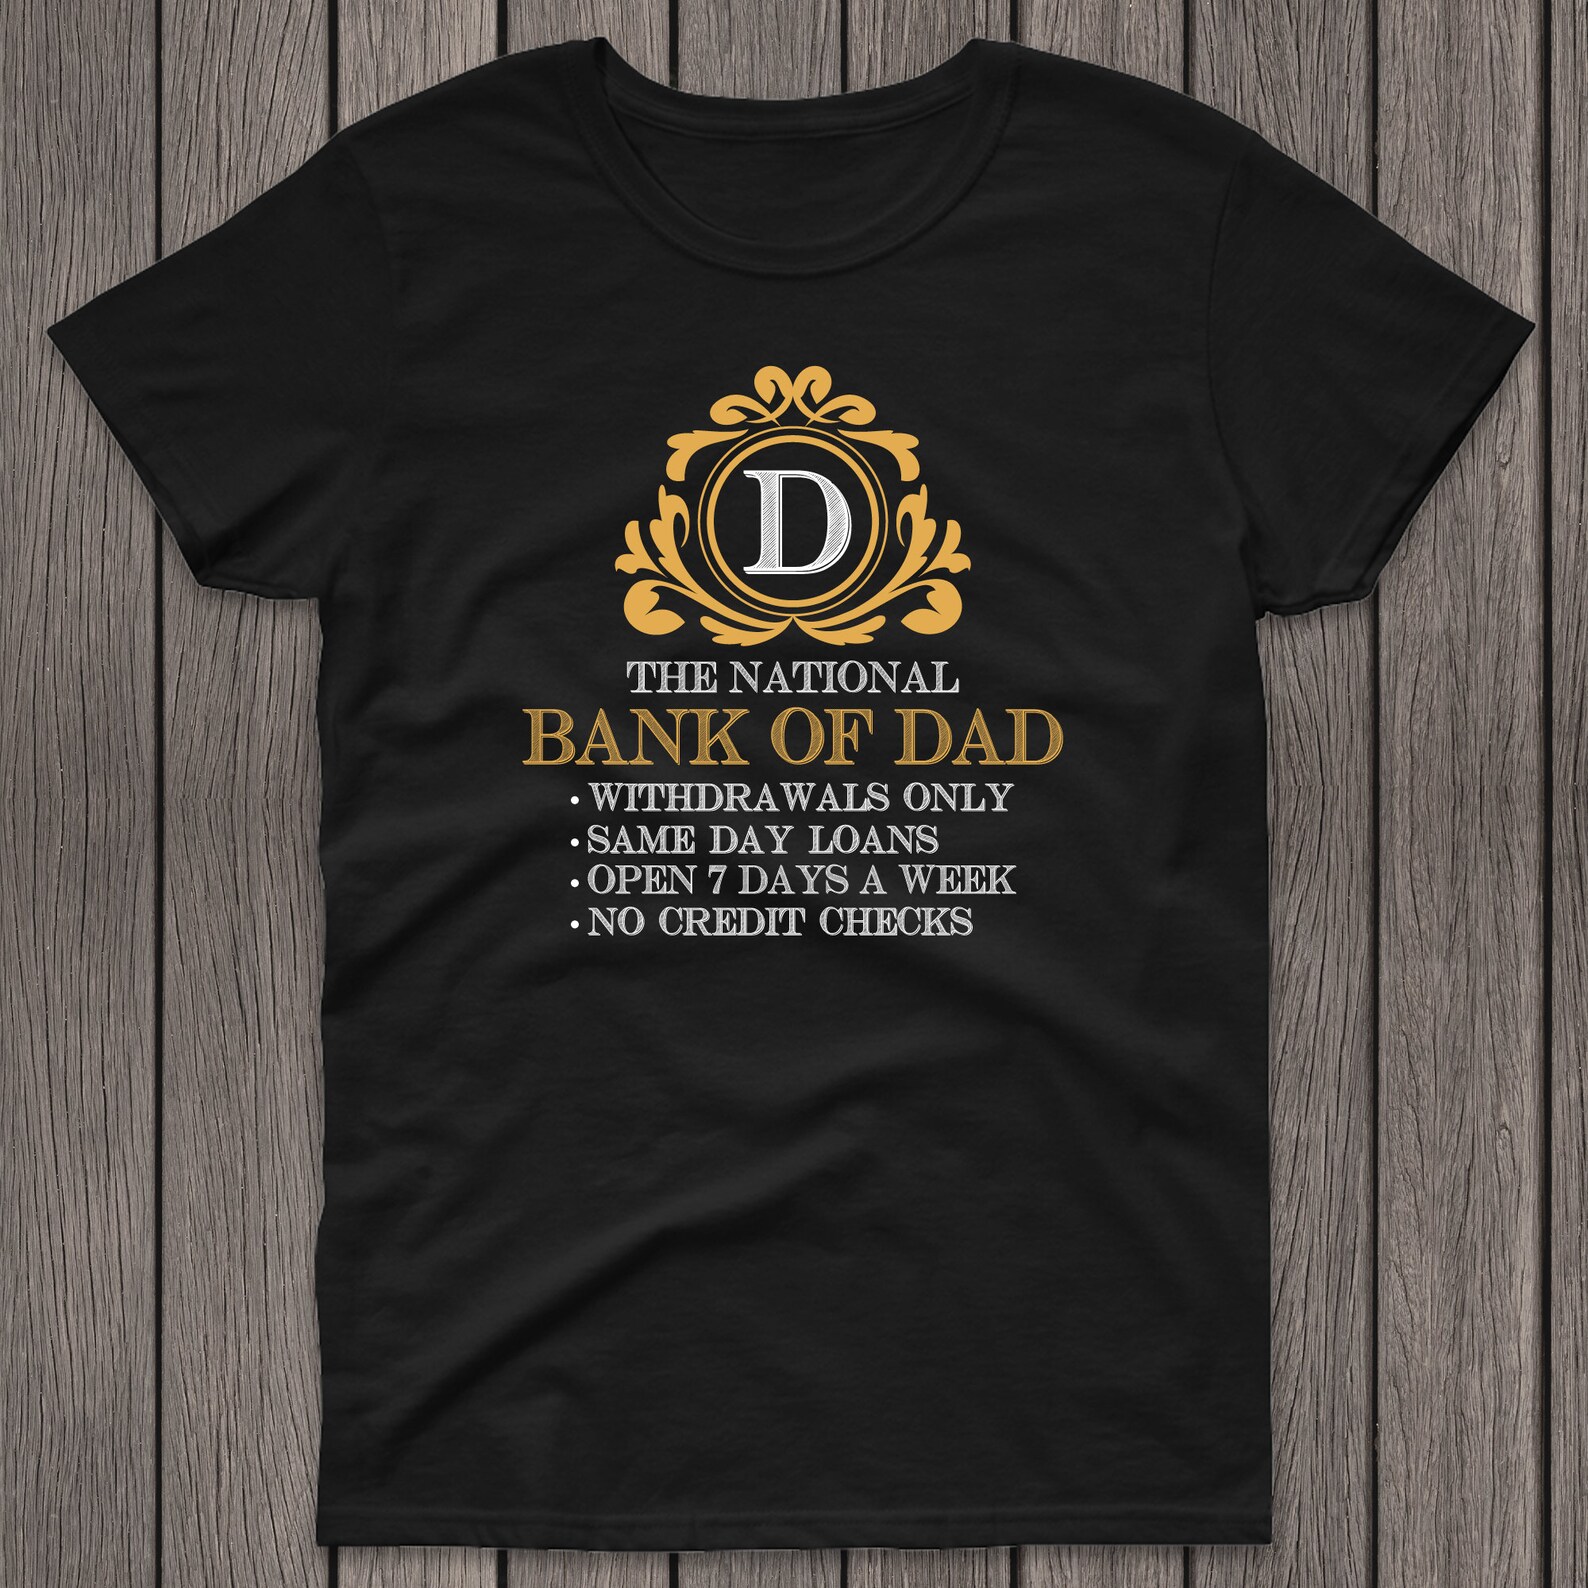 D
THE NATIONAL
BANK OF DAD
• WITHDRAWALS ONLY
• SAME DAY LOANS
• OPEN 7 DAYS A WEEK
• NO CREDIT CHECKS